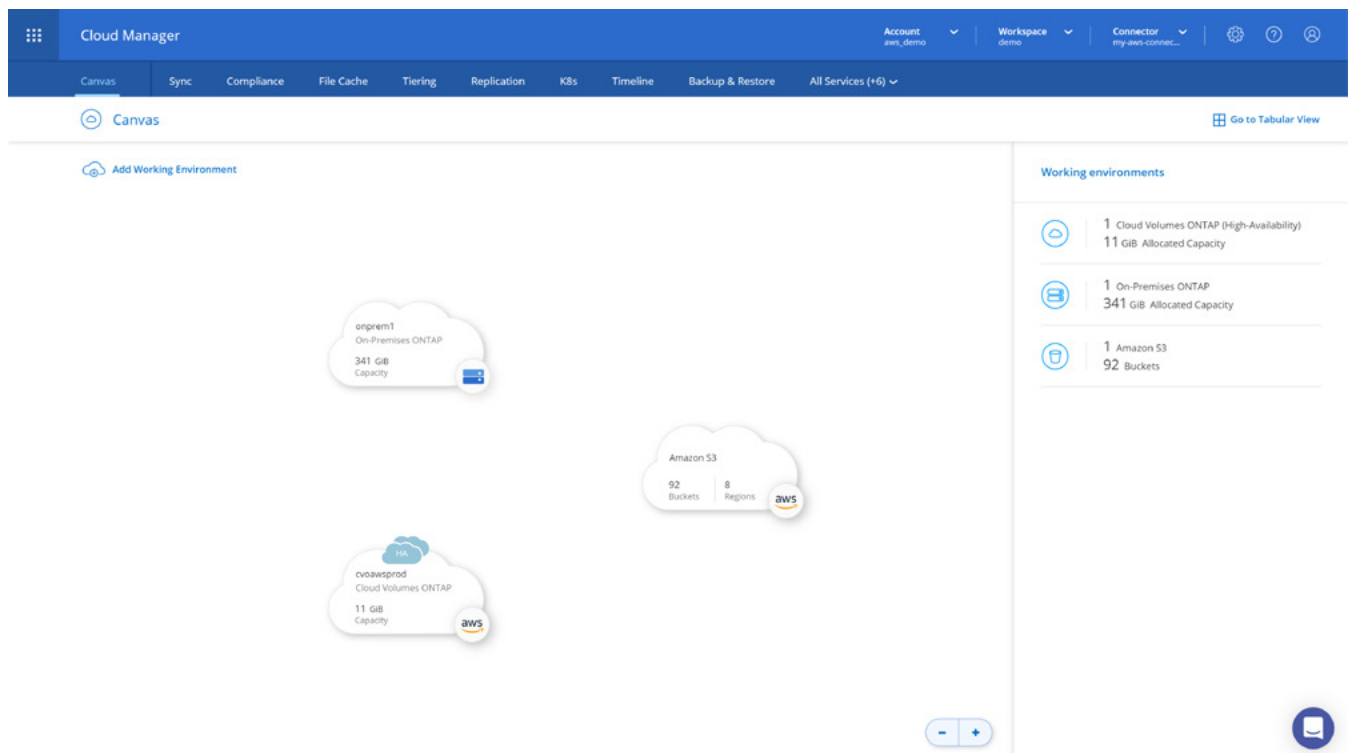 Cloud Manager
Account
aws_demo
Workspace
demo
Connector
my-aws-connec...
Canvas Sync Compliance File Cache Tiering Replication K8s Timeline Backup & Restore All Services (+6)
Canvas
Go to Tabular View
Add Working Environment
Working environments
1 Cloud Volumes ONTAP (High-Availability)
11 GiB Allocated Capacity
1 On-Premises ONTAP
341 GiB Allocated Capacity
1 Amazon S3
92 Buckets
onprem1
On-Premises ONTAP
341 GiB
Capacity
Amazon S3
92 8
Buckets Regions
aws
HA
cvoawsprod
Cloud Volumes ONTAP
11 GiB
Capacity
aws
- +